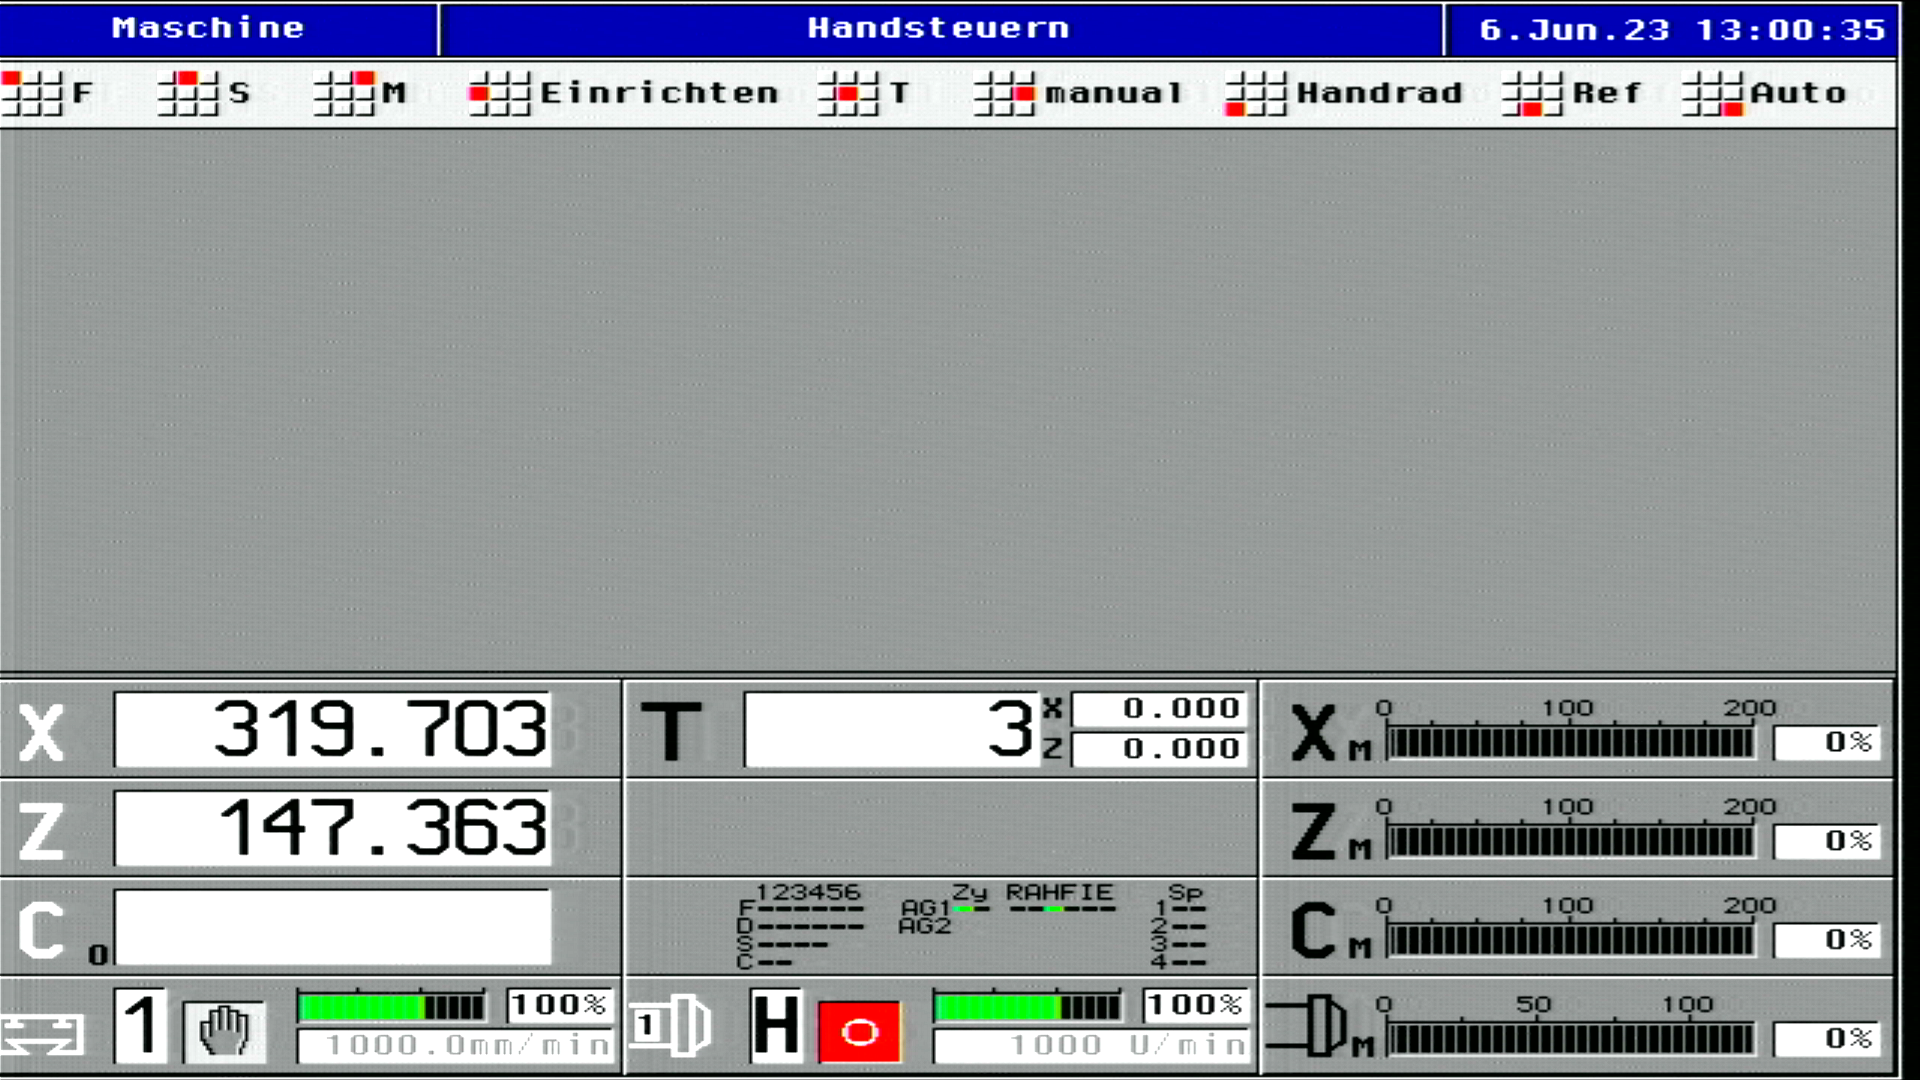 Maschine Handsteuern 6.Jun.23 13:00:35
F S M Einrichten T manual Handrad Ref Auto
X 319.703 T 3 X 0.000 X M 0 100 200 0%
Z 0.000
Z 147.363 Z M 0 100 200 0%
C 0 C M 0 100 200 0%
123456 Zy RAHFIE Sp
F------ AG1--- ------ 1--
D------ AG2 2--
S---- 3--
C-- 4--
1 100% 1 H 100% M 0 50 100 0%
1000.0mm/min 1000 U/min